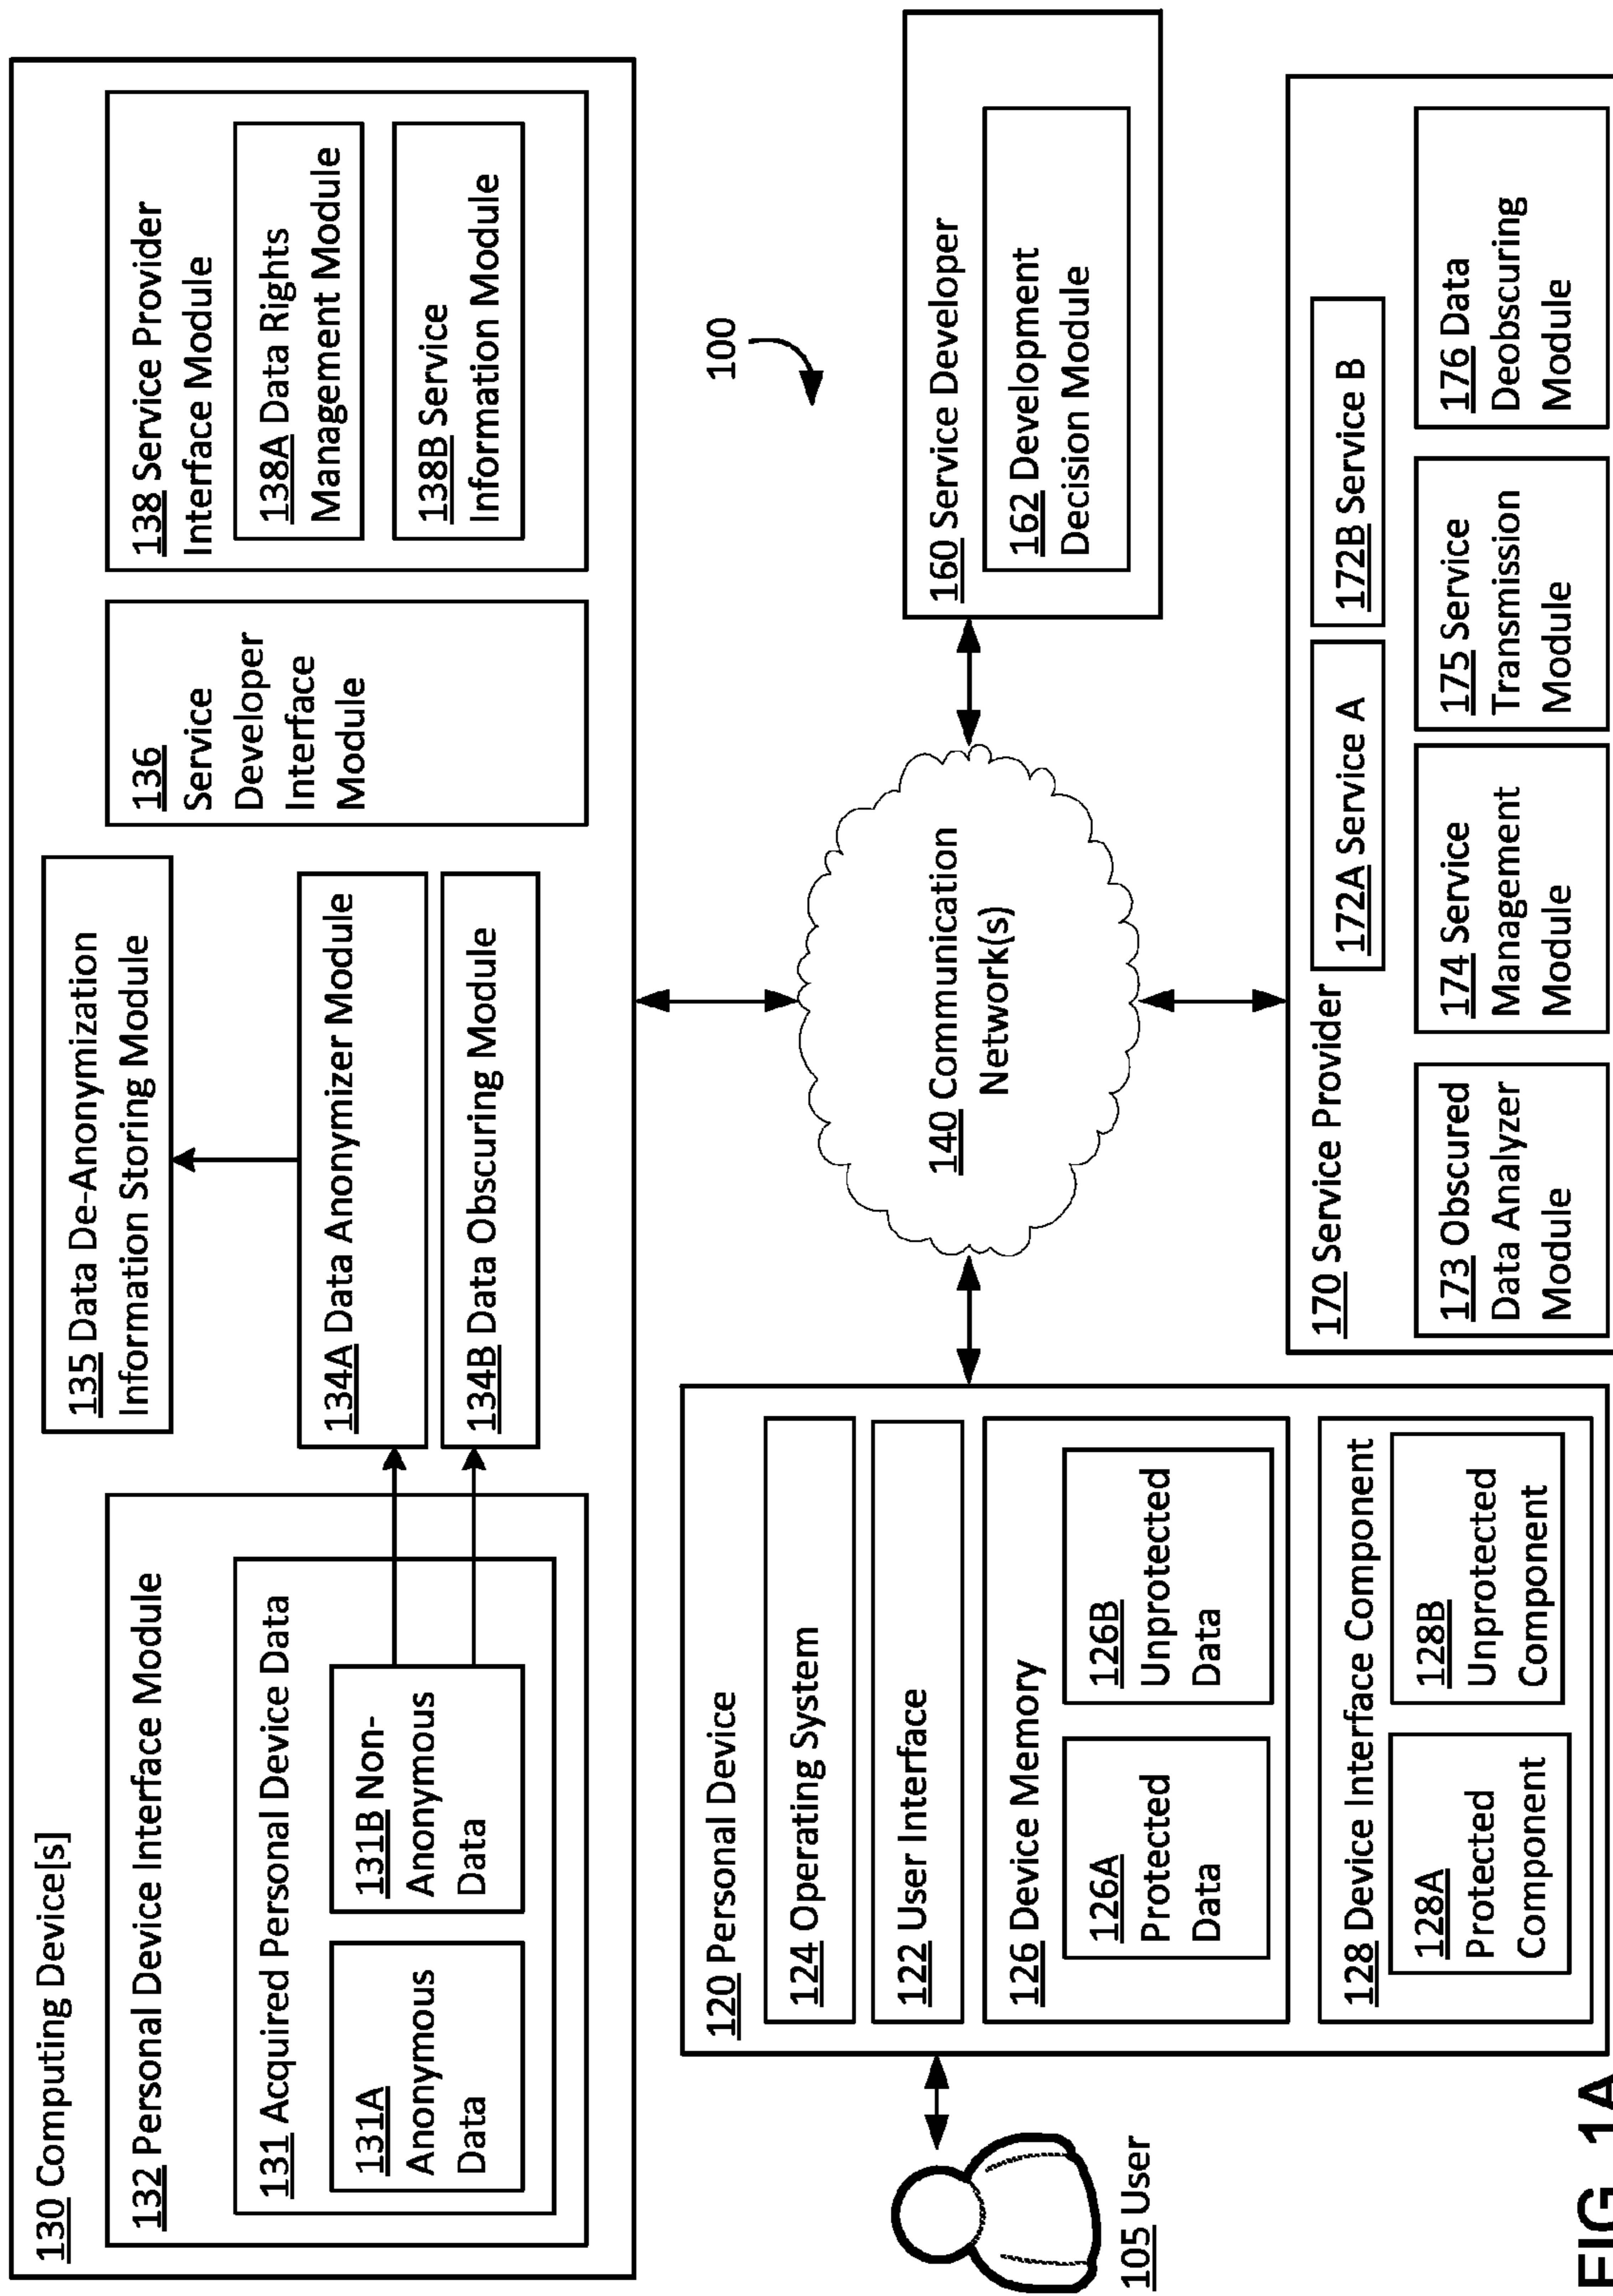 130 Computing Device[s]
132 Personal Device Interface Module
131 Acquired Personal Device Data
131A
Anonymous
Data
131B Non-
Anonymous
Data
135 Data De-Anonymization
Information Storing Module
134A Data Anonymizer Module
134B Data Obscuring Module
136
Service
Developer
Interface
Module
138 Service Provider
Interface Module
138A Data Rights
Management Module
138B Service
Information Module
100
105 User
120 Personal Device
124 Operating System
122 User Interface
126 Device Memory
126A
Protected
Data
126B
Unprotected
Data
128 Device Interface Component
128A
Protected
Component
128B
Unprotected
Component
140 Communication
Network(s)
160 Service Developer
162 Development
Decision Module
170 Service Provider
172A Service A
172B Service B
173 Obscured
Data Analyzer
Module
174 Service
Management
Module
175 Service
Transmission
Module
176 Data
Deobscuring
Module
FIG. 1A